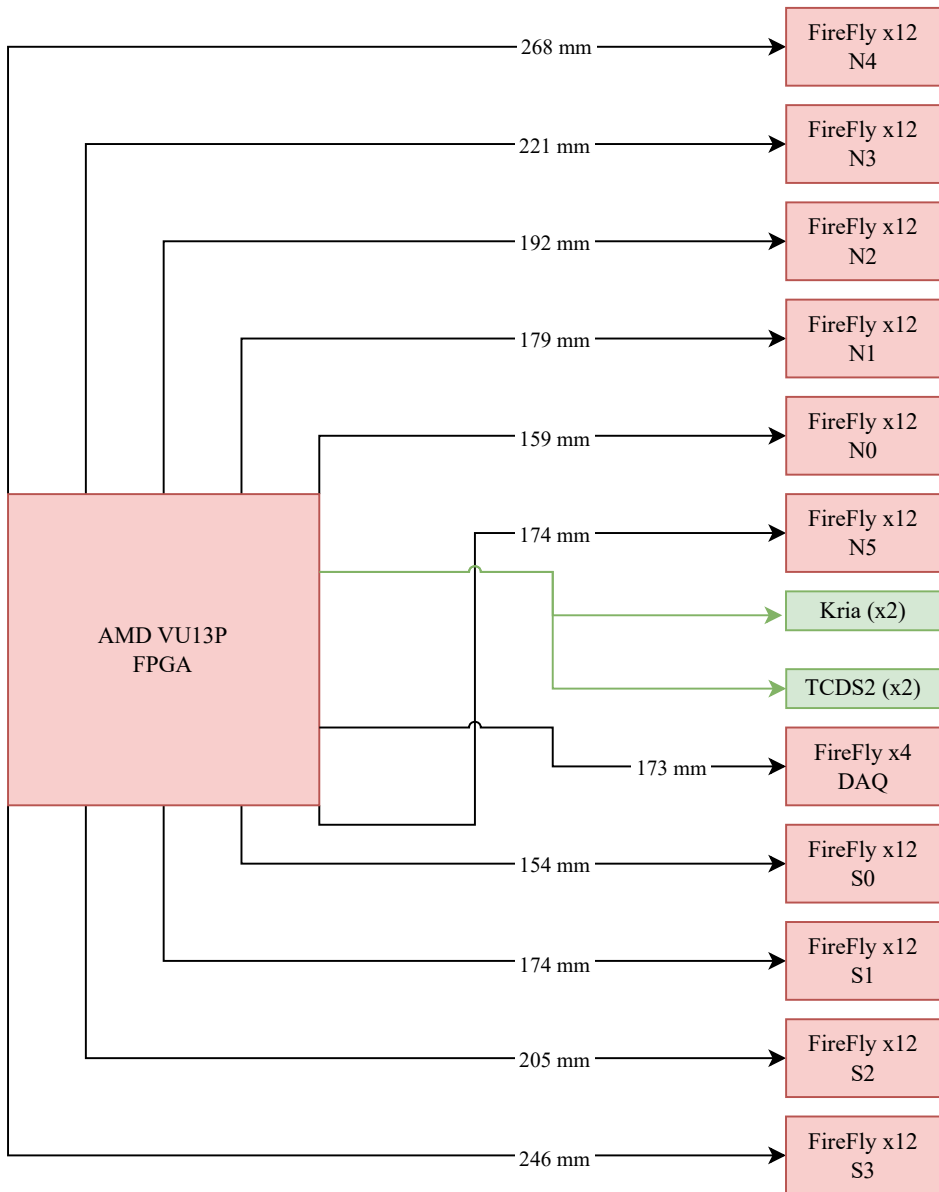 268 mm
FireFly x12
N4
221 mm
FireFly x12
N3
192 mm
FireFly x12
N2
179 mm
FireFly x12
N1
159 mm
FireFly x12
N0
174 mm
FireFly x12
N5
AMD VU13P
FPGA
Kria (x2)
TCDS2 (x2)
173 mm
FireFly x4
DAQ
154 mm
FireFly x12
S0
174 mm
FireFly x12
S1
205 mm
FireFly x12
S2
246 mm
FireFly x12
S3